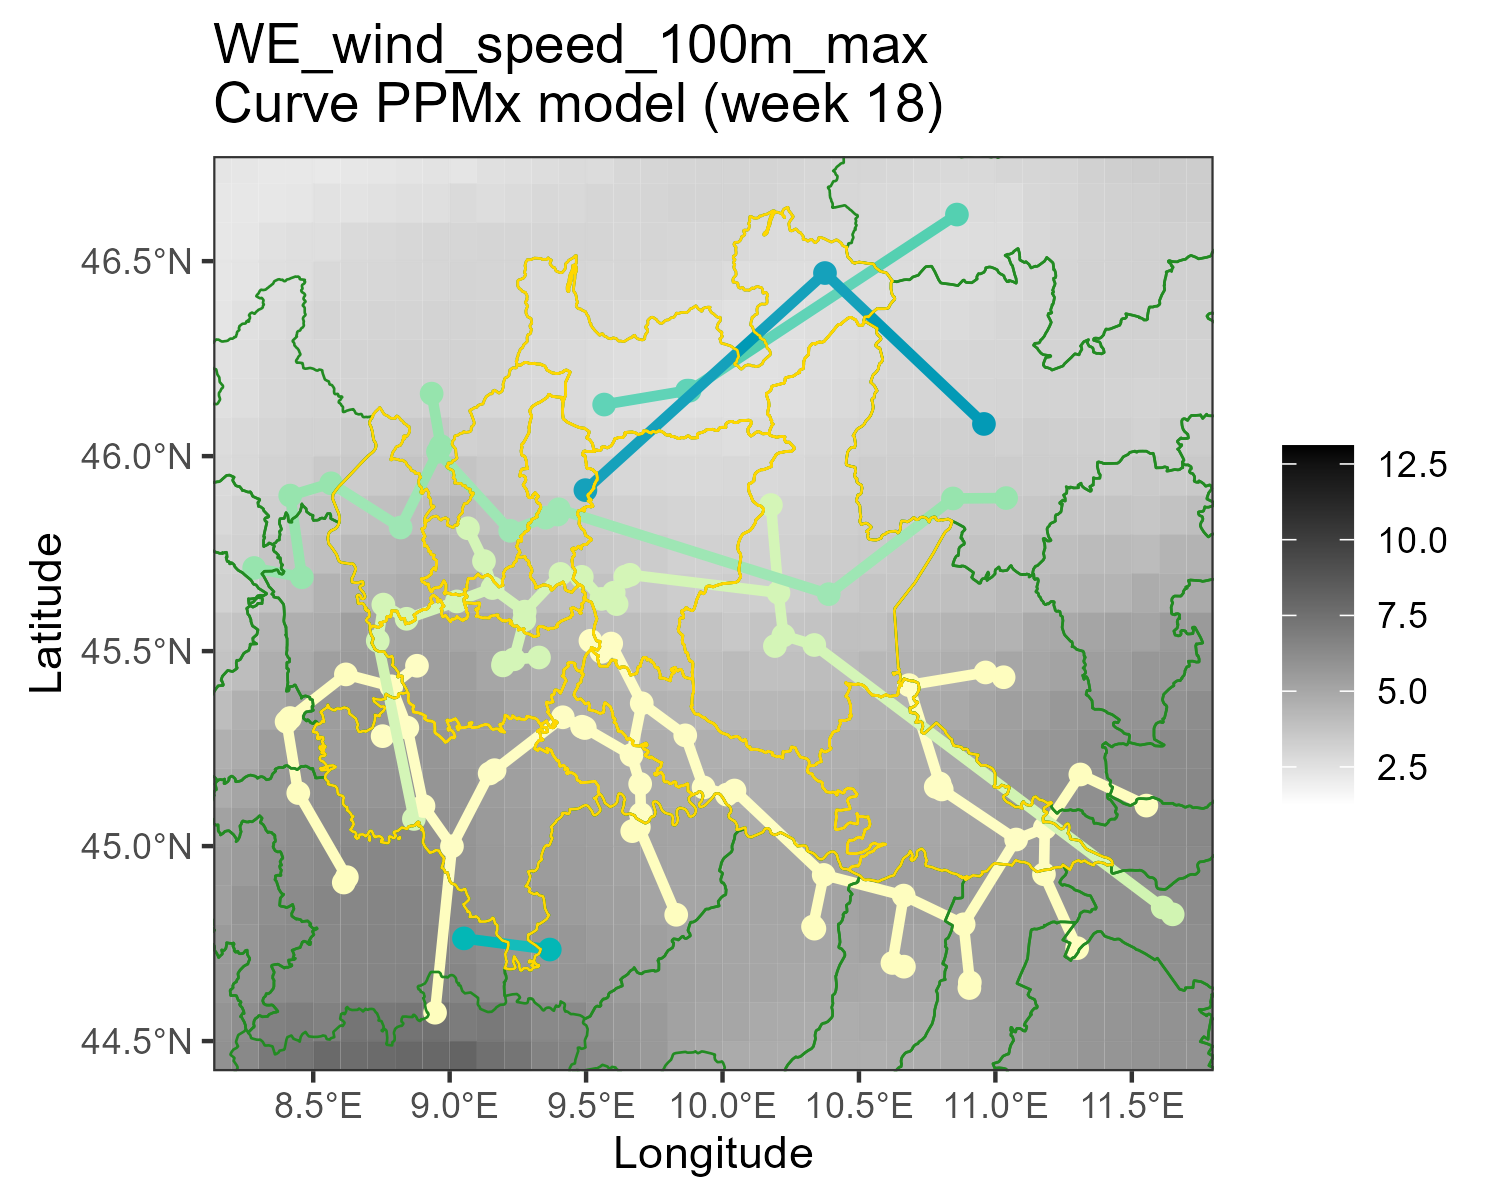 WE_wind_speed_100m_max
Curve PPMx model (week 18)
Latitude
46.5°N
46.0°N
45.5°N
45.0°N
44.5°N
8.5°E
9.0°E
9.5°E
10.0°E
10.5°E
11.0°E
11.5°E
Longitude
12.5
10.0
7.5
5.0
2.5